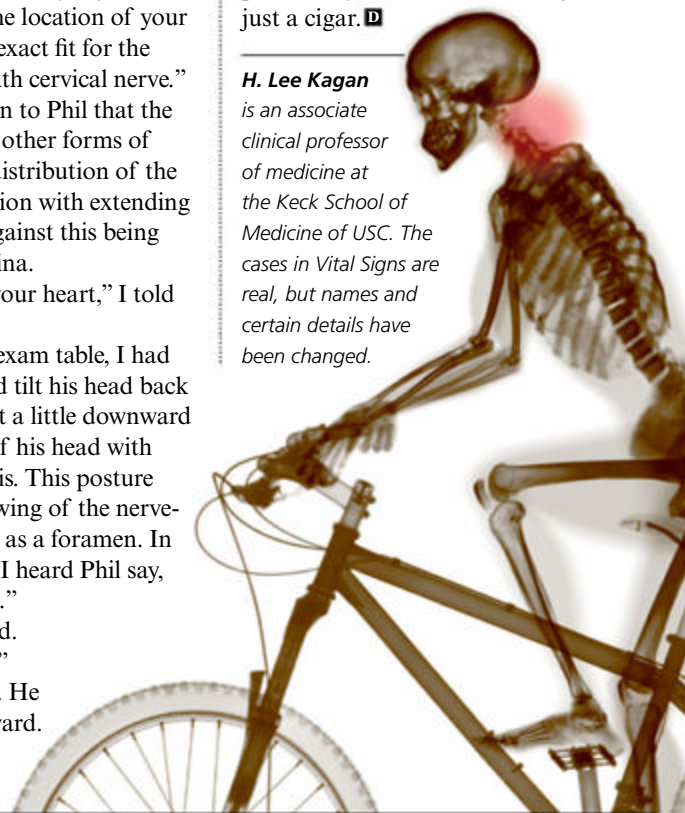 e location of your
exact fit for the
th cervical nerve.”
n to Phil that the
other forms of
istribution of the
ion with extending
gainst this being
ina.
our heart,” I told
exam table, I had
d tilt his head back
t a little downward
f his head with
is. This posture
wing of the nerve-
as a foramen. In
I heard Phil say,
.”
d.
”
. He
ard.
just a cigar. D
H. Lee Kagan
is an associate
clinical professor
of medicine at
the Keck School of
Medicine of USC. The
cases in Vital Signs are
real, but names and
certain details have
been changed.